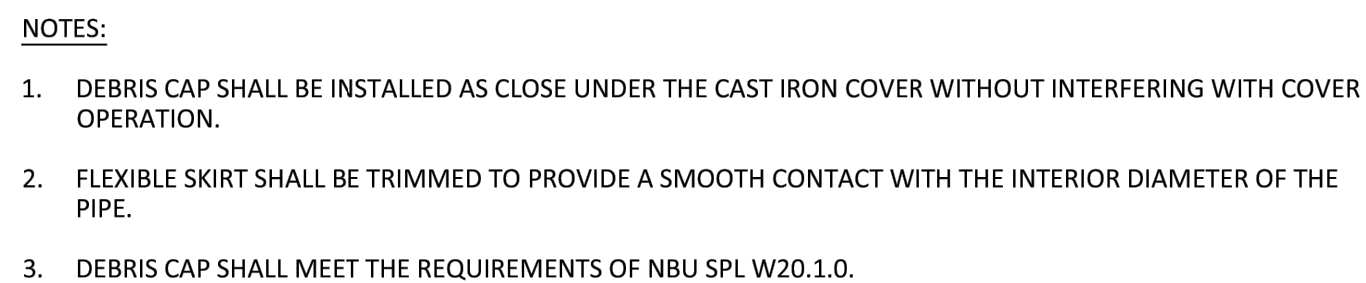 NOTES:
1. DEBRIS CAP SHALL BE INSTALLED AS CLOSE UNDER THE CAST IRON COVER WITHOUT INTERFERING WITH COVER
OPERATION.
2. FLEXIBLE SKIRT SHALL BE TRIMMED TO PROVIDE A SMOOTH CONTACT WITH THE INTERIOR DIAMETER OF THE
PIPE.
3. DEBRIS CAP SHALL MEET THE REQUIREMENTS OF NBU SPL W20.1.0.